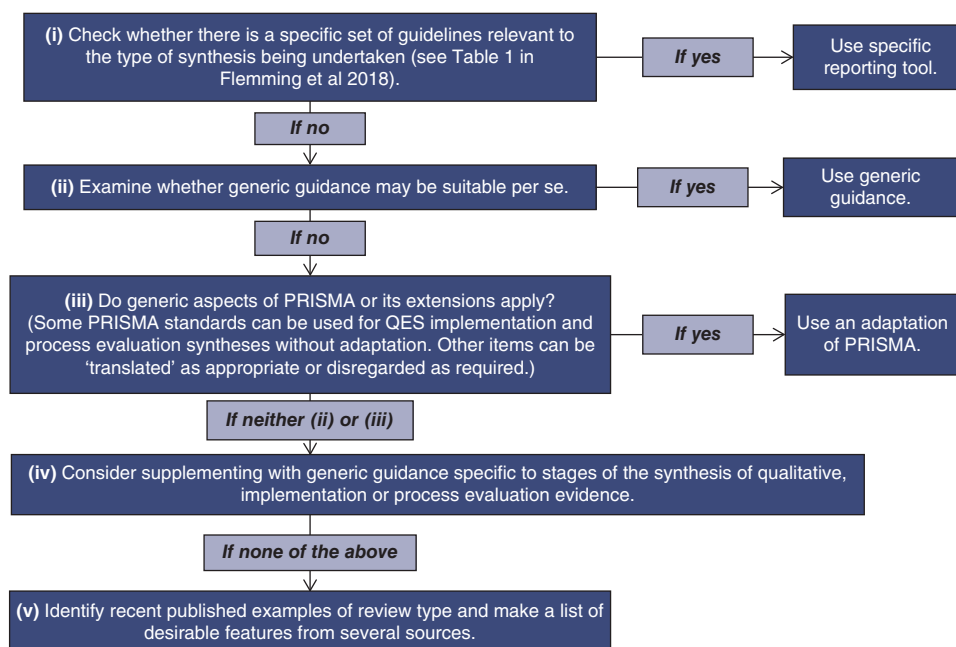 (i) Check whether there is a specific set of guidelines relevant to
the type of synthesis being undertaken (see Table 1 in
Flemming et al 2018).
If yes
Use specific
reporting tool.
If no
(ii) Examine whether generic guidance may be suitable per se.
If yes
Use generic
guidance.
If no
(iii) Do generic aspects of PRISMA or its extensions apply?
(Some PRISMA standards can be used for QES implementation and
process evaluation syntheses without adaptation. Other items can be
‘translated’ as appropriate or disregarded as required.)
If yes
Use an adaptation
of PRISMA.
If neither (ii) or (iii)
(iv) Consider supplementing with generic guidance specific to stages of the synthesis of qualitative,
implementation or process evaluation evidence.
If none of the above
(v) Identify recent published examples of review type and make a list of
desirable features from several sources.